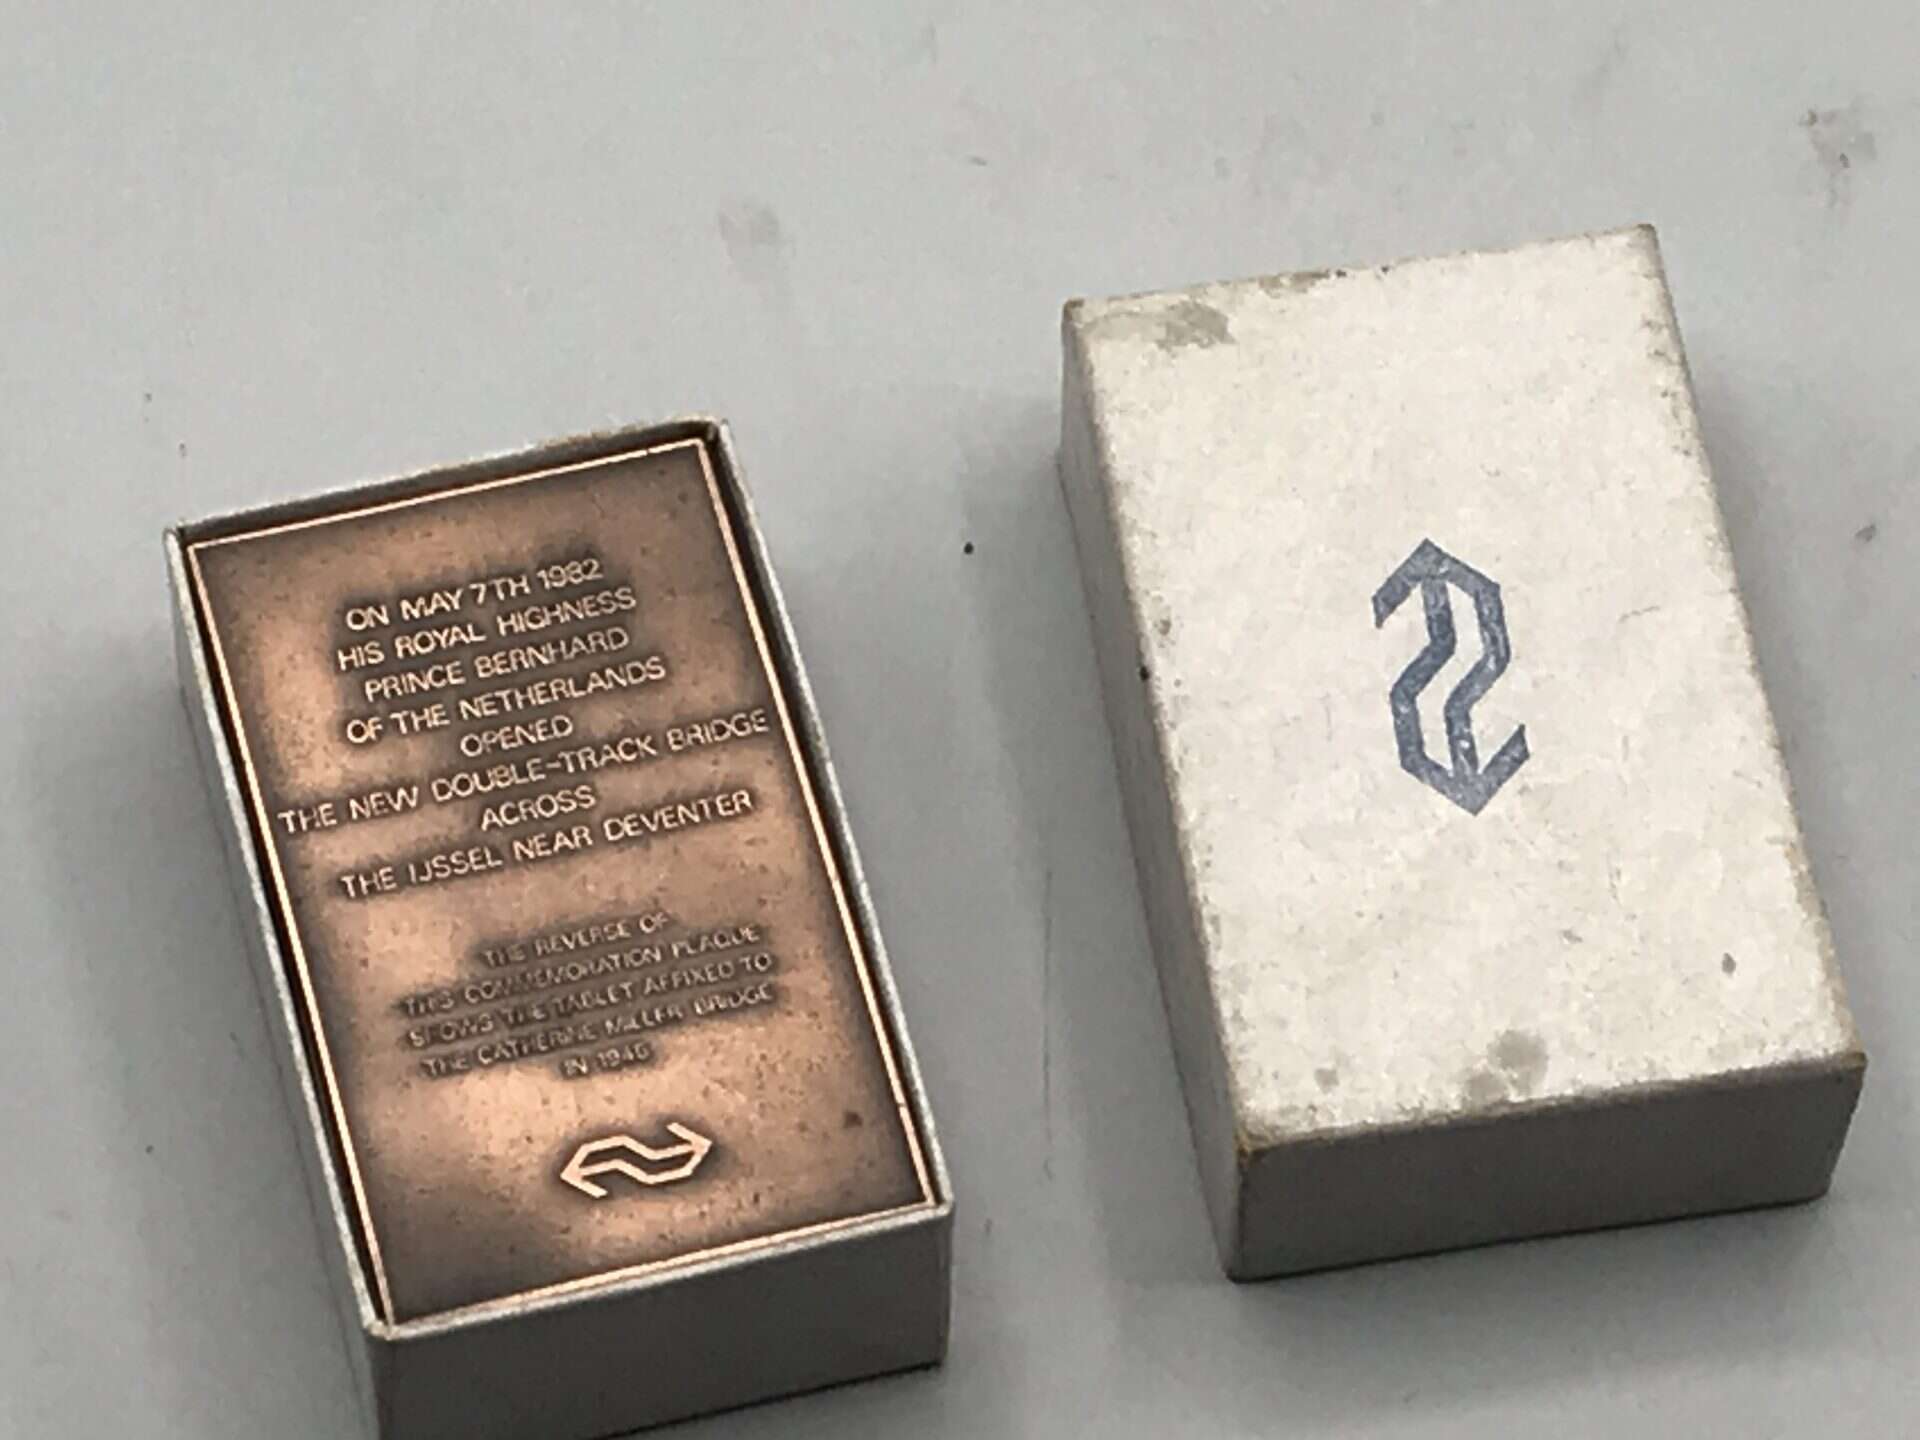 ON MAY 7TH 1982
HIS ROYAL HIGHNESS
PRINCE BERNHARD
OF THE NETHERLANDS
OPENED
THE NEW DOUBLE-TRACK BRIDGE
ACROSS
THE IJSSEL NEAR DEVENTER
THE REVERSE OF
THIS COMMEMORATION PLAQUE
SHOWS THE TABLET AFFIXED TO
THE CATHERINE MILLER BRIDGE
IN